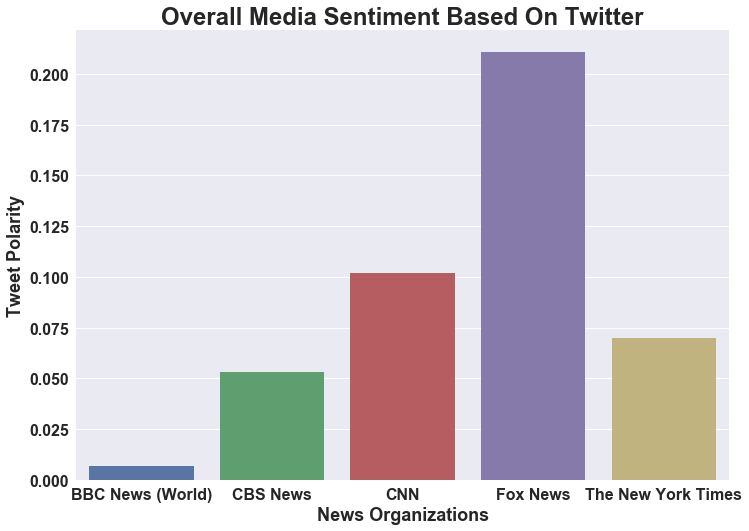 Overall Media Sentiment Based On Twitter
Tweet Polarity
0.200
0.175
0.150
0.125
0.100
0.075
0.050
0.025
0.000
BBC News (World) CBS News CNN Fox News The New York Times
News Organizations